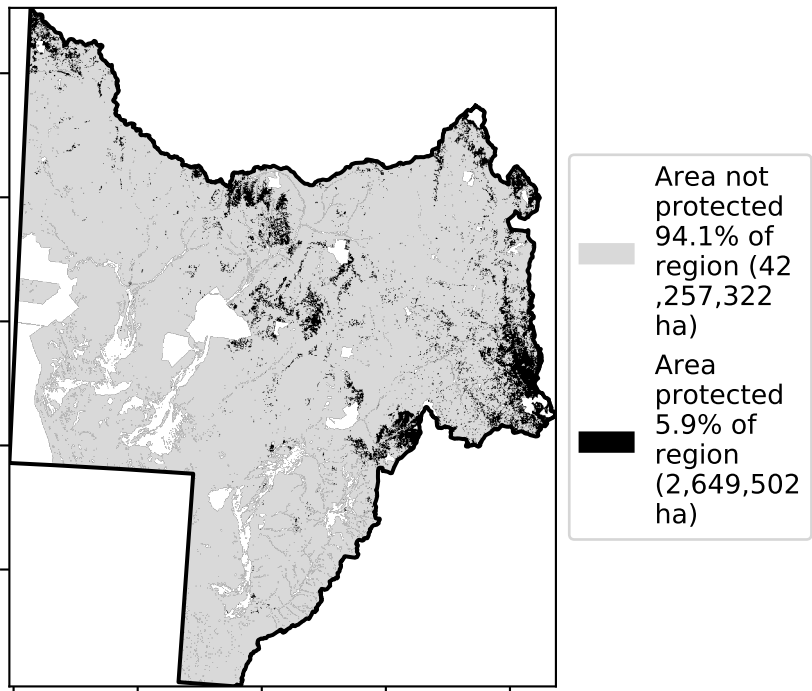 Area not
protected
94.1% of
region (42
,257,322
ha)
Area
protected
5.9% of
region
(2,649,502
ha)